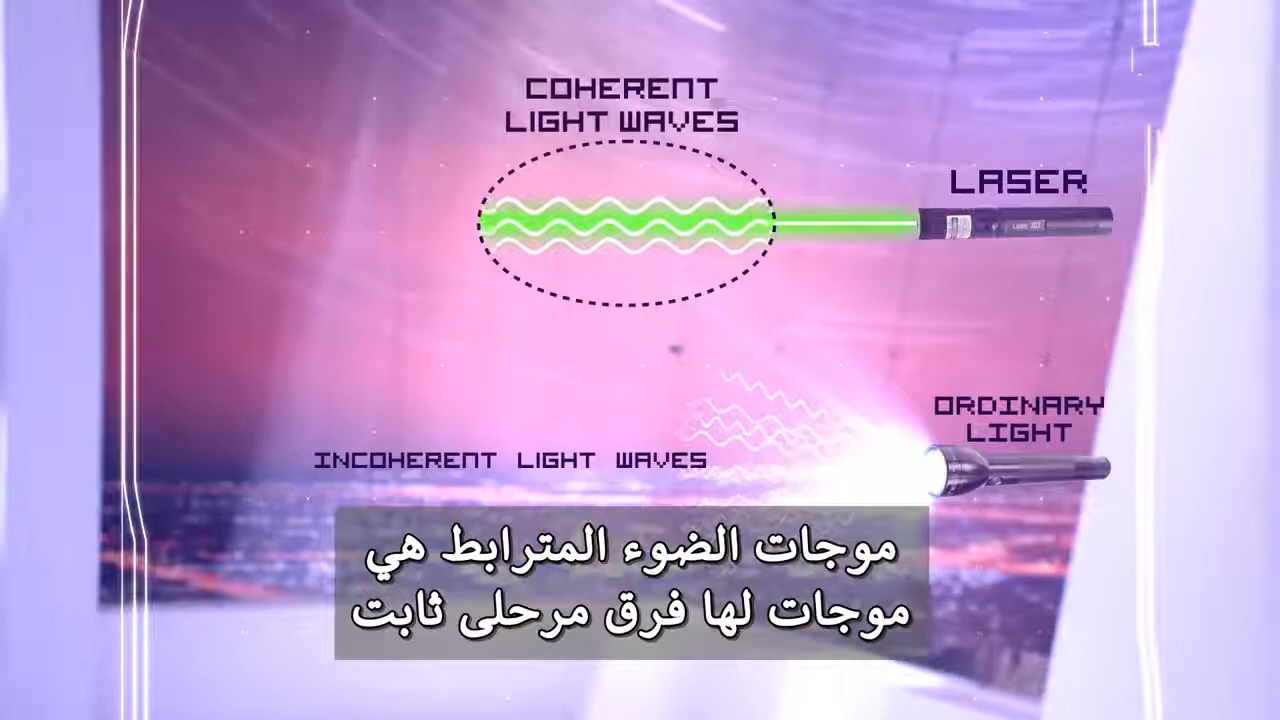 COHERENT
LIGHT WAVES
LASER
ORDINARY
LIGHT
INCOHERENT LIGHT WAVES
موجات الضوء المترابط هي
موجات لها فرق مرحلى ثابت